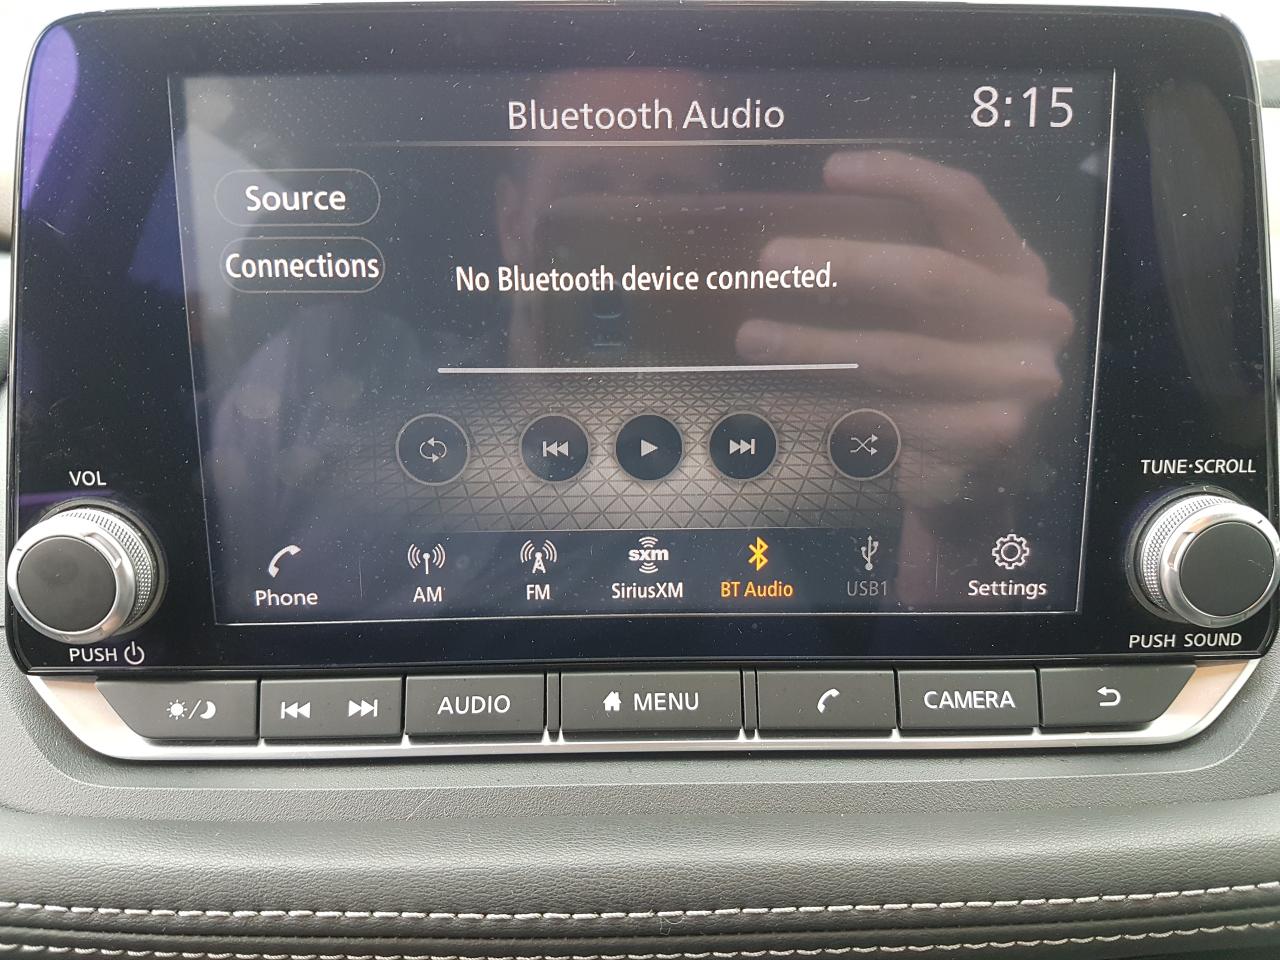 Bluetooth Audio
8:15
Source
Connections
No Bluetooth device connected.
VOL
TUNE·SCROLL
Phone
AM
FM
sxm
SiriusXM
BT Audio
USB1
Settings
PUSH
PUSH SOUND
AUDIO
MENU
CAMERA